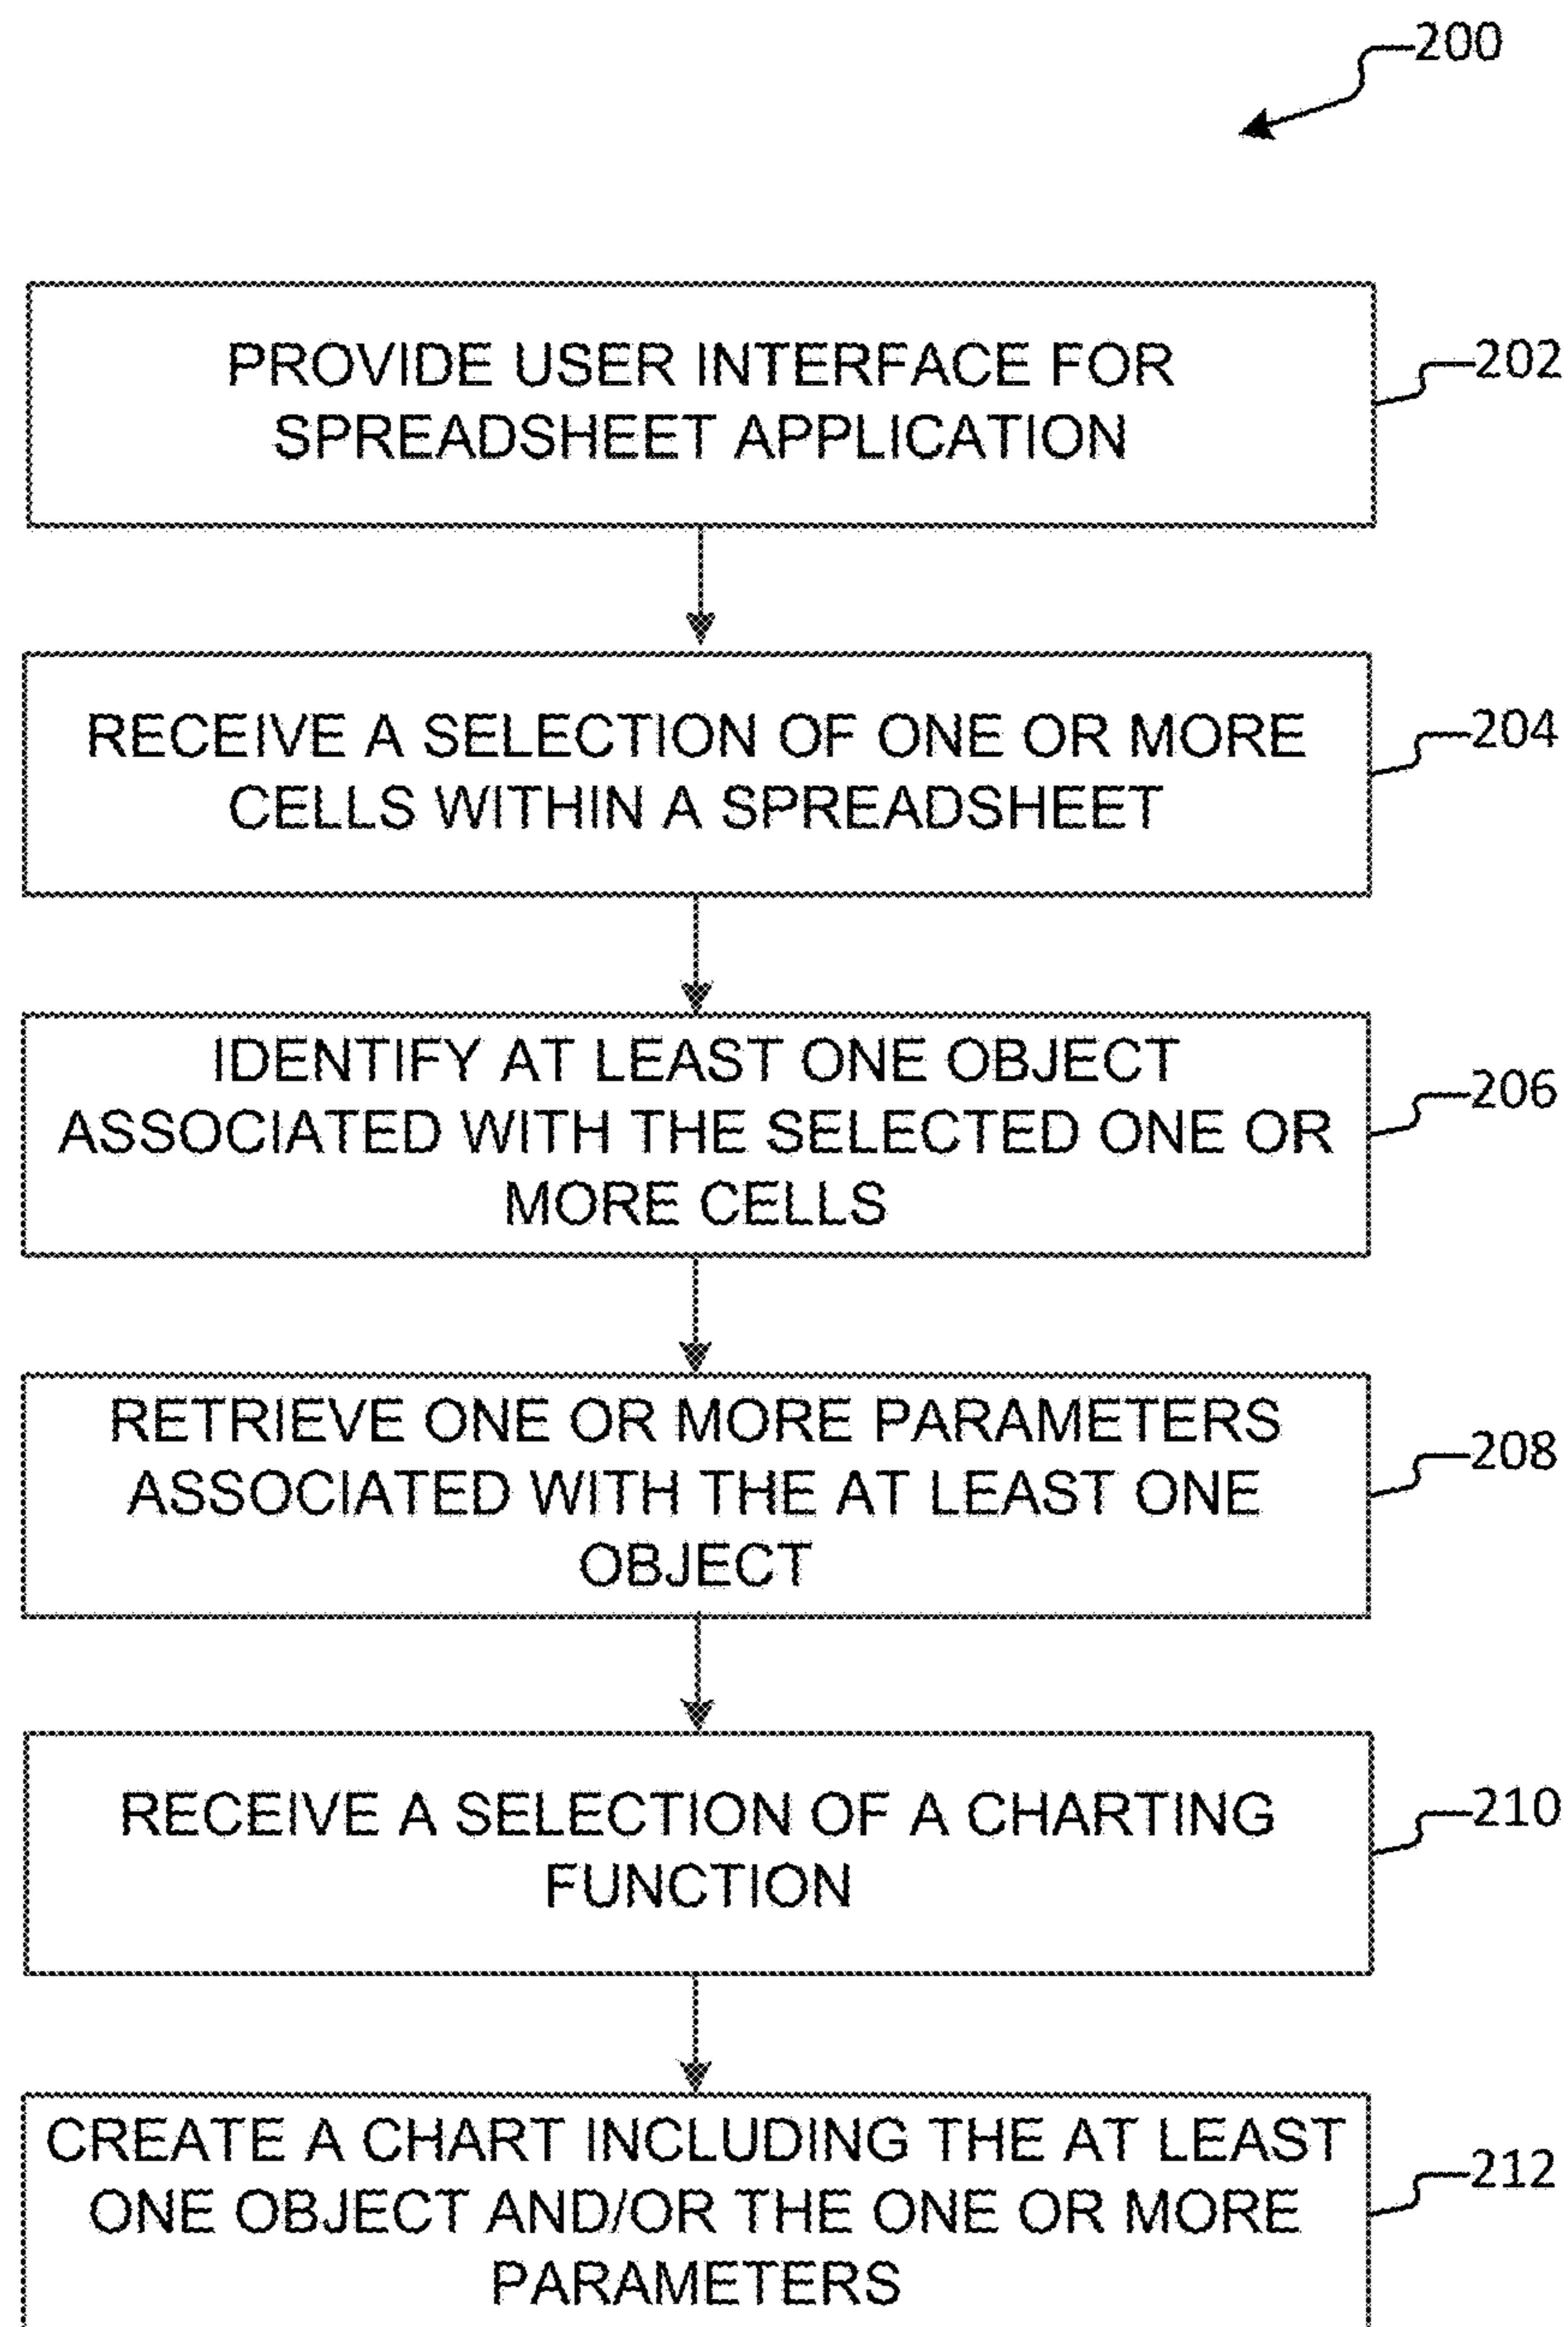 200
PROVIDE USER INTERFACE FOR
SPREADSHEET APPLICATION
202
RECEIVE A SELECTION OF ONE OR MORE
CELLS WITHIN A SPREADSHEET
204
IDENTIFY AT LEAST ONE OBJECT
ASSOCIATED WITH THE SELECTED ONE OR
MORE CELLS
206
RETRIEVE ONE OR MORE PARAMETERS
ASSOCIATED WITH THE AT LEAST ONE
OBJECT
208
RECEIVE A SELECTION OF A CHARTING
FUNCTION
210
CREATE A CHART INCLUDING THE AT LEAST
ONE OBJECT AND/OR THE ONE OR MORE
PARAMETERS
212